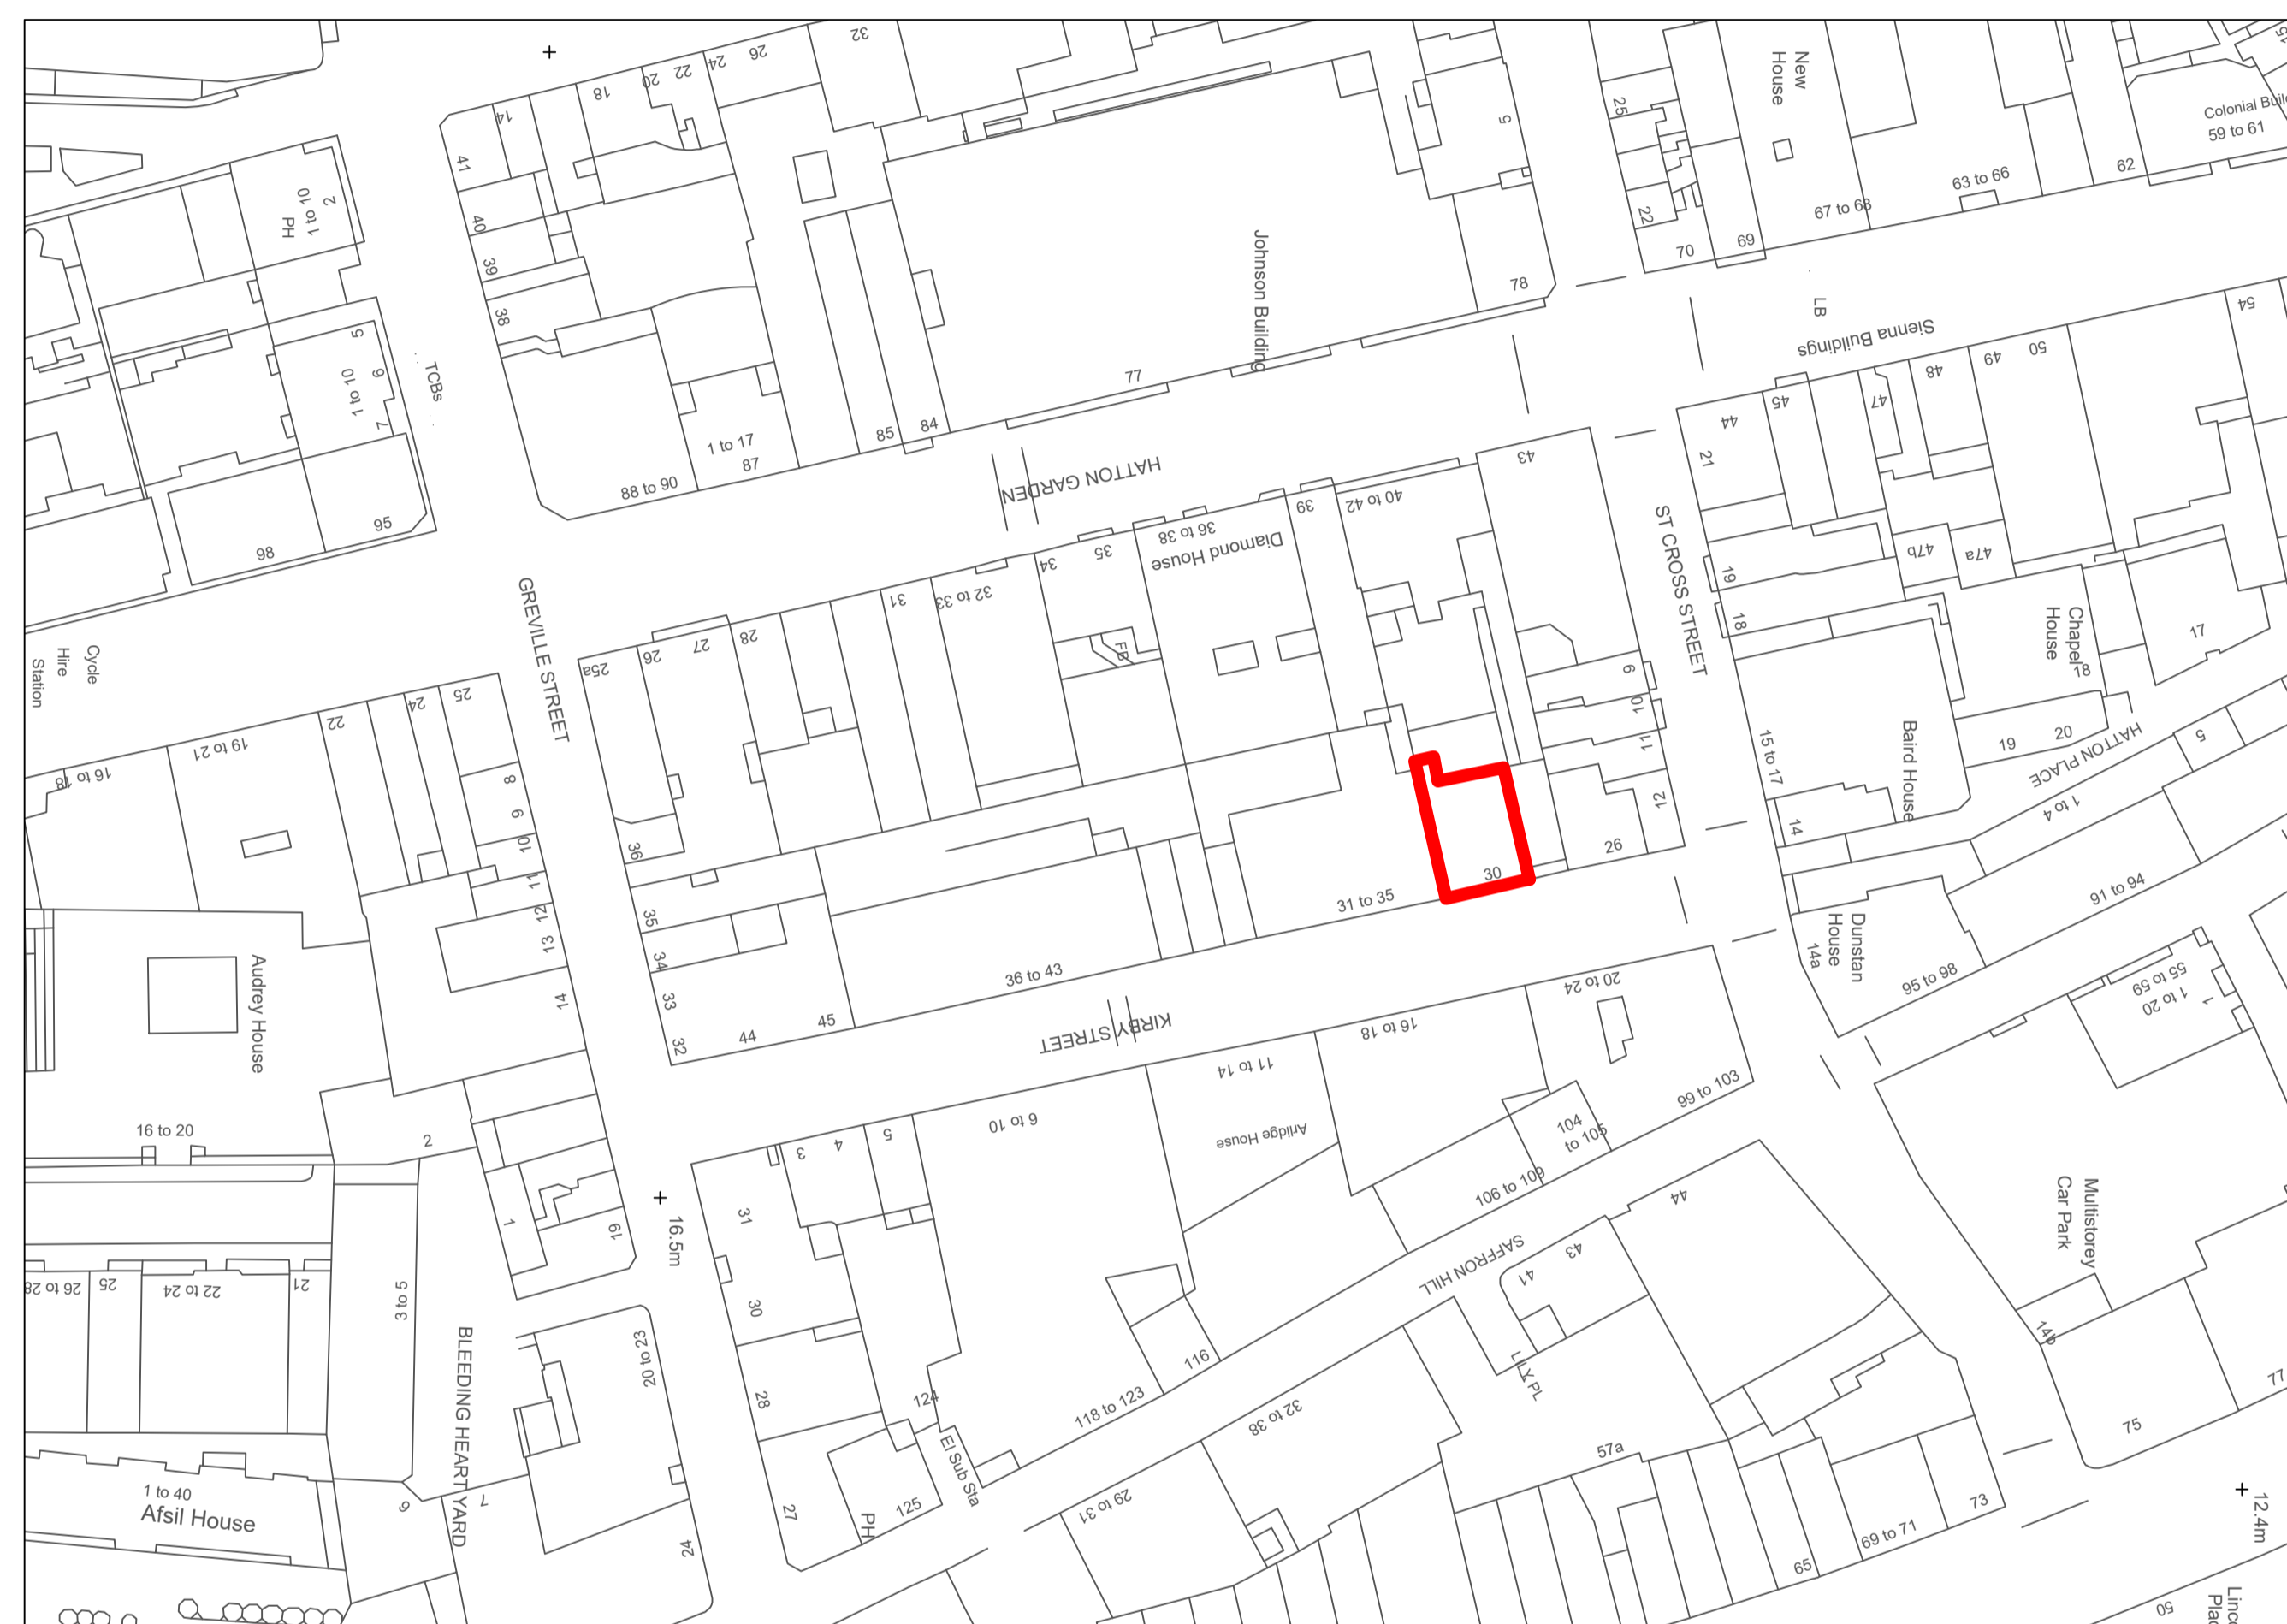 32
26
24
22
20
18
14
41
40
39
38
2
1 to 10
PH
5
6
1 to 10
7
TCBs
95
98
88 to 90
1 to 17
87
85
84
77
Johnson Building
78
5
25
22
70
69
New
House
67 to 68
63 to 66
62
Colonial Buil
59 to 61
LB
Sienna Buildings
54
50
49
48
47
45
44
21
19
18
47b
47a
HATTON GARDEN
ST CROSS STREET
GREVILLE STREET
43
40 to 42
39
36 to 38
Diamond House
35
34
FB
32 to 33
31
28
27
26
25a
9
10
11
12
26
30
31 to 35
36 to 43
45
44
36
35
34
33
32
Cycle
Hire
Station
25
24
22
19 to 21
16 to 18
8
9
10
11
12
13
14
Audrey House
16 to 20
2
1
19
15 to 17
14
Baird House
Chapel
House
18
17
19
20
HATTON PLACE
5
1 to 4
91 to 94
95 to 96
Dunstan
House
14a
55 to 59
1 to 20
1
KIRBY STREET
20 to 24
16 to 18
11 to 14
Arlidge House
6 to 10
5
4
3
31
30
28
27
16.5m
99 to 103
104
to 105
106 to 109
116
118 to 123
124
125
El Sub Sta
PH
SAFFRON HILL
44
43
41
LILY PL
32 to 38
29 to 31
57a
65
69 to 71
73
Multistorey
Car Park
14b
75
77
12.4m
50
26 to 28
25
22 to 24
21
3 to 5
BLEEDING HEART YARD
20 to 23
24
6
7
1 to 40
Afsil House